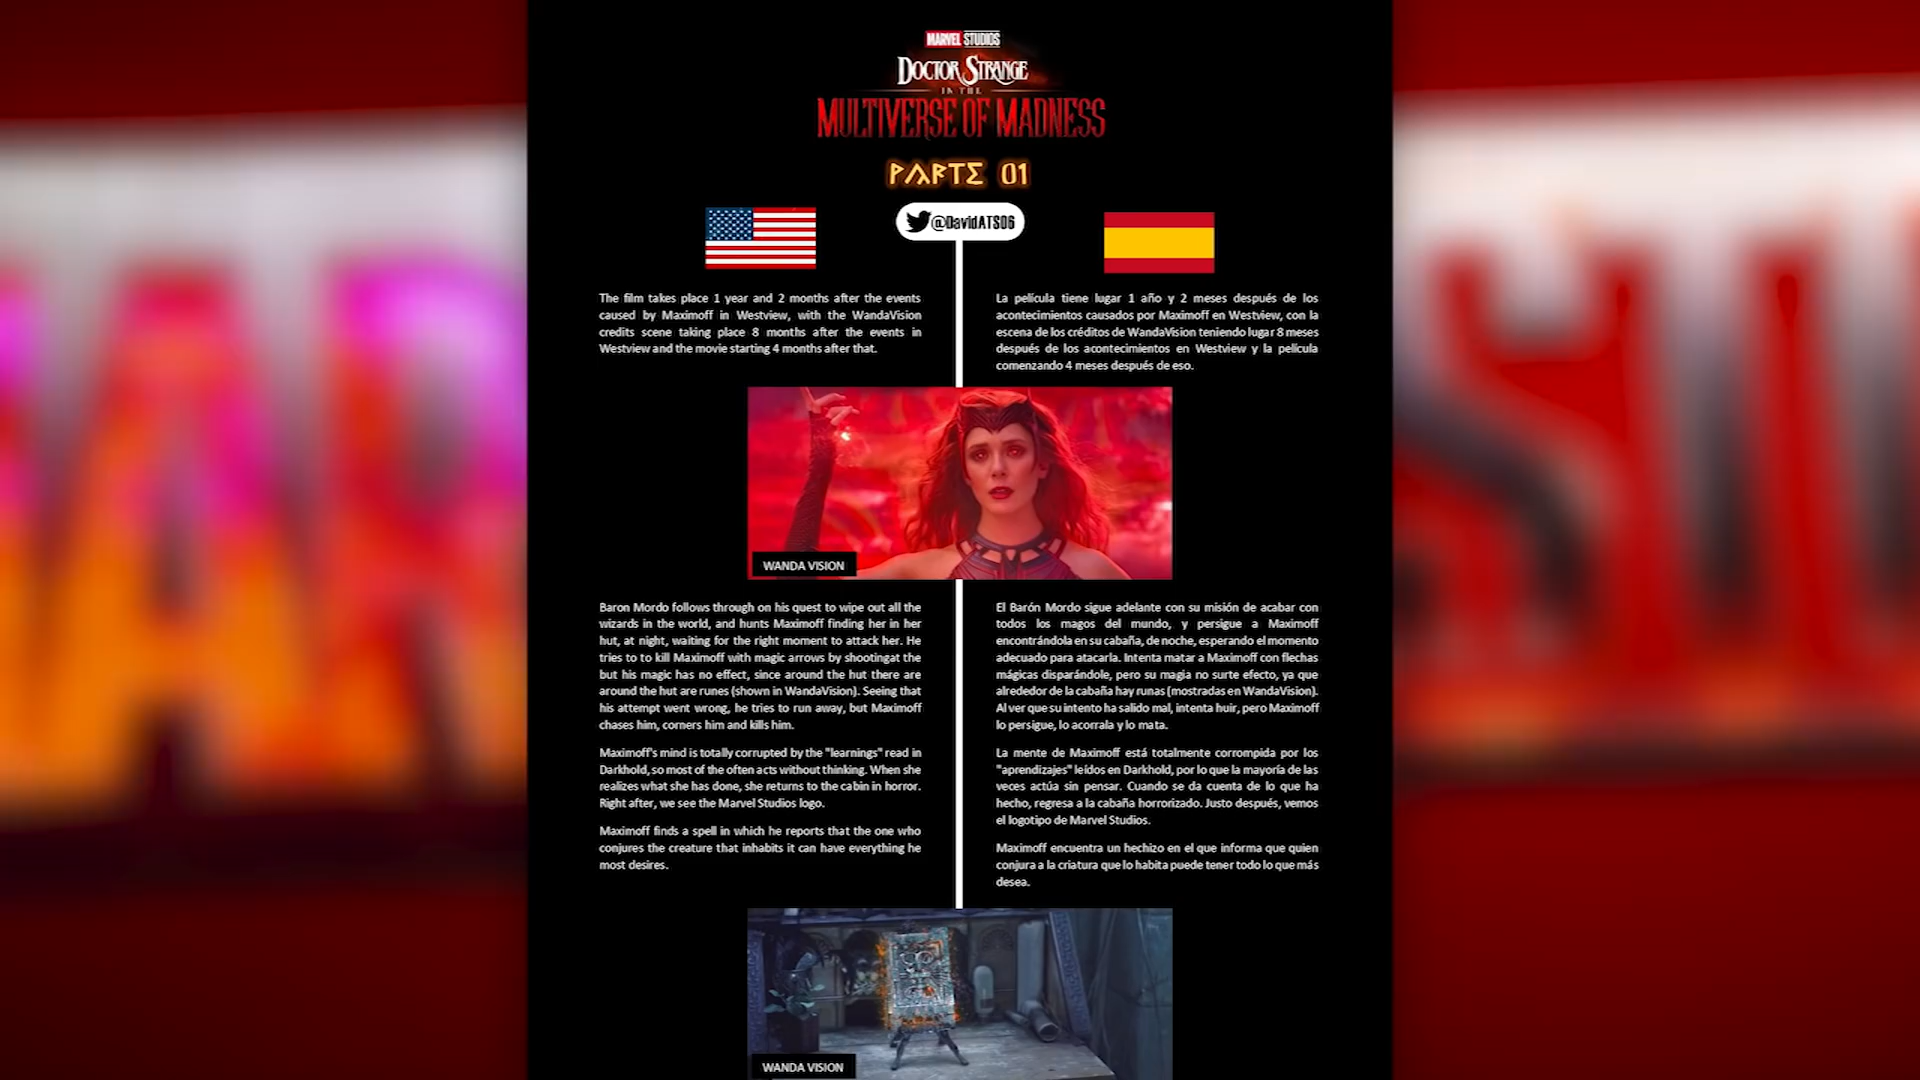 MARVEL STUDIOS
DOCTOR STRANGE
IN THE
MULTIVERSE OF MADNESS
PARTE 01
@DavidATS06
The film takes place 1 year and 2 months after the events
caused by Maximoff in Westview, with the WandaVision
credits scene taking place 8 months after the events in
Westview and the movie starting 4 months after that.
La película tiene lugar 1 año y 2 meses después de los
acontecimientos causados por Maximoff en Westview, con la
escena de los créditos de WandaVision teniendo lugar 8 meses
después de los acontecimientos en Westview y la película
comenzando 4 meses después de eso.
WANDA VISION
Baron Mordo follows through on his quest to wipe out all the
wizards in the world, and hunts Maximoff finding her in her
hut, at night, waiting for the right moment to attack her. He
tries to to kill Maximoff with magic arrows by shootingat the
but his magic has no effect, since around the hut there are
around the hut are runes (shown in WandaVision). Seeing that
his attempt went wrong, he tries to run away, but Maximoff
chases him, corners him and kills him.
Maximoff's mind is totally corrupted by the "learnings" read in
Darkhold, so most of the often acts without thinking. When she
realizes what she has done, she returns to the cabin in horror.
Right after, we see the Marvel Studios logo.
Maximoff finds a spell in which he reports that the one who
conjures the creature that inhabits it can have everything he
most desires.
El Barón Mordo sigue adelante con su misión de acabar con
todos los magos del mundo, y persigue a Maximoff
encontrándola en su cabaña, de noche, esperando el momento
adecuado para atacarla. Intenta matar a Maximoff con flechas
mágicas disparándole, pero su magia no surte efecto, ya que
alrededor de la cabaña hay runas (mostradas en WandaVision).
Al ver que su intento ha salido mal, intenta huir, pero Maximoff
lo persigue, lo acorrala y lo mata.
La mente de Maximoff está totalmente corrompida por los
"aprendizajes" leídos en Darkhold, por lo que la mayoría de las
veces actúa sin pensar. Cuando se da cuenta de lo que ha
hecho, regresa a la cabaña horrorizado. Justo después, vemos
el logotipo de Marvel Studios.
Maximoff encuentra un hechizo en el que informa que quien
conjura a la criatura que lo habita puede tener todo lo que más
desea.
WANDA VISION